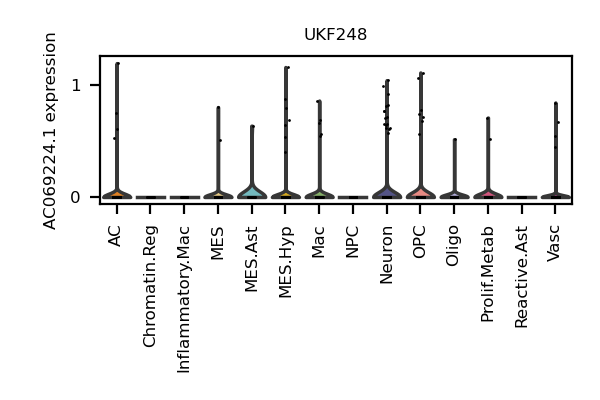 UKF248
AC069224.1 expression
1
0
AC
Chromatin.Reg
Inflammatory.Mac
MES
MES.Ast
MES.Hyp
Mac
NPC
Neuron
OPC
Oligo
Prolif.Metab
Reactive.Ast
Vasc